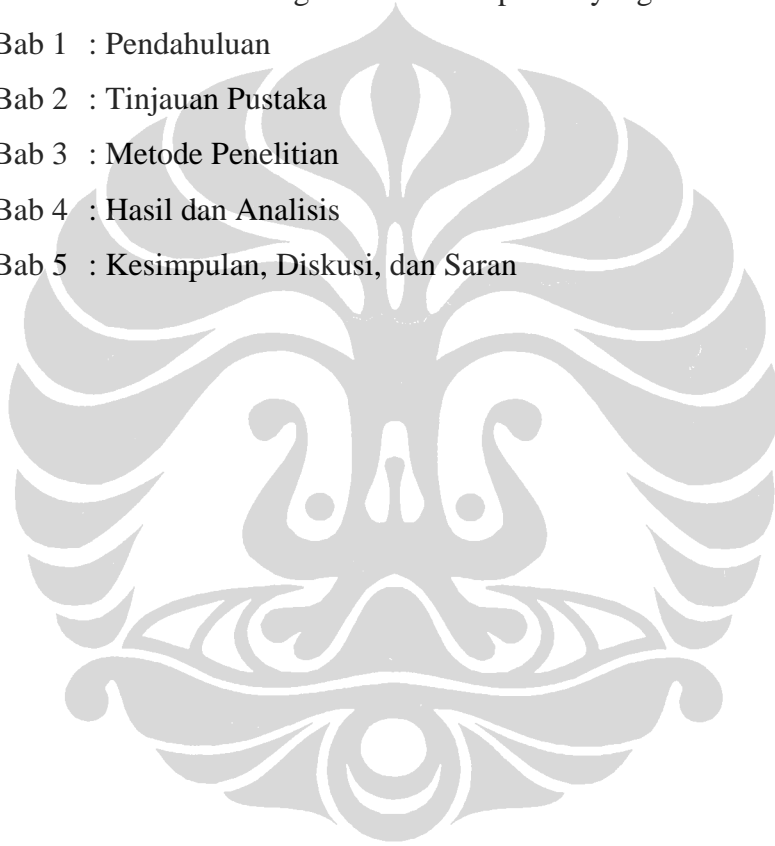 Bab 1 : Pendahuluan
Bab 2 : Tinjauan Pustaka
Bab 3 : Metode Penelitian
Bab 4 : Hasil dan Analisis
Bab 5 : Kesimpulan, Diskusi, dan Saran